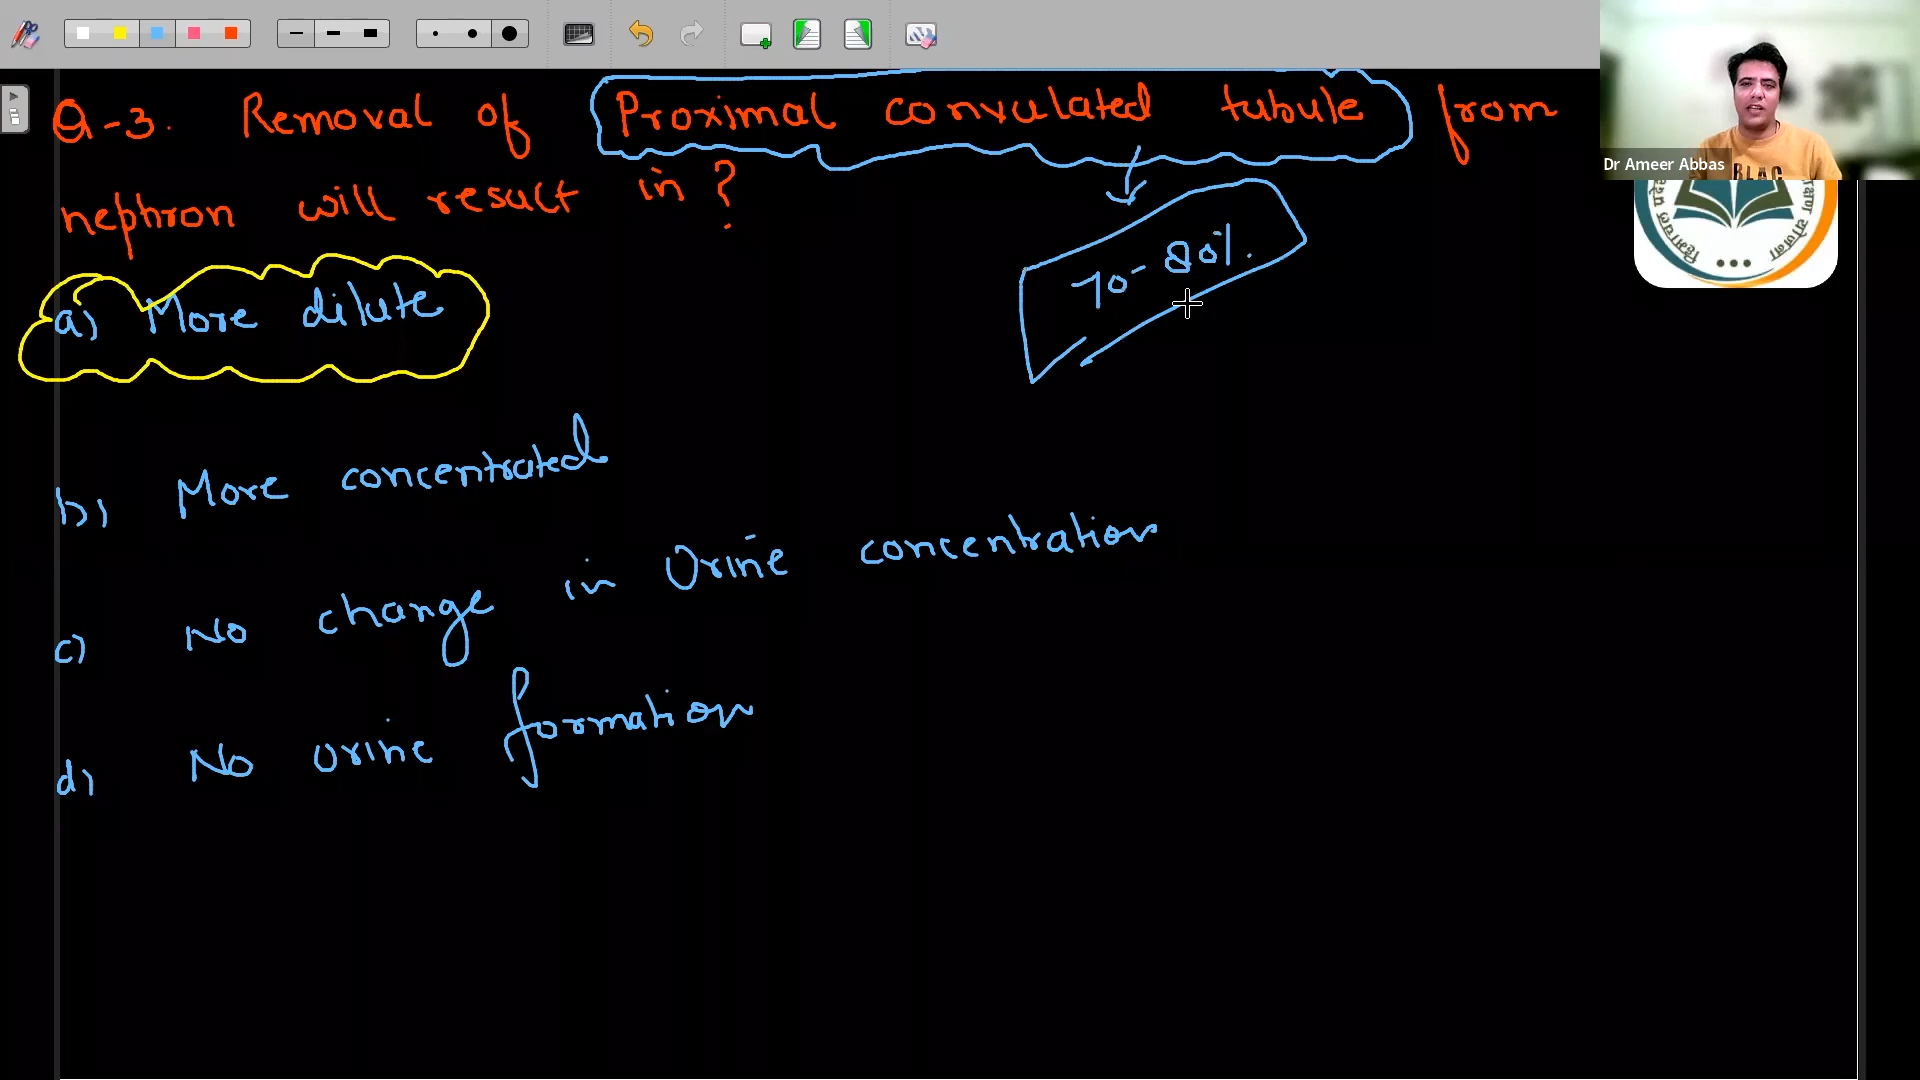 Dr Ameer Abbas
BLAC
Q-3. Removal of Proximal convulated tubule from
nephron will result in ?
70-80%.
a) More dilute
b) More concentrated
c) No change in Urine concentration
d) No urine formation